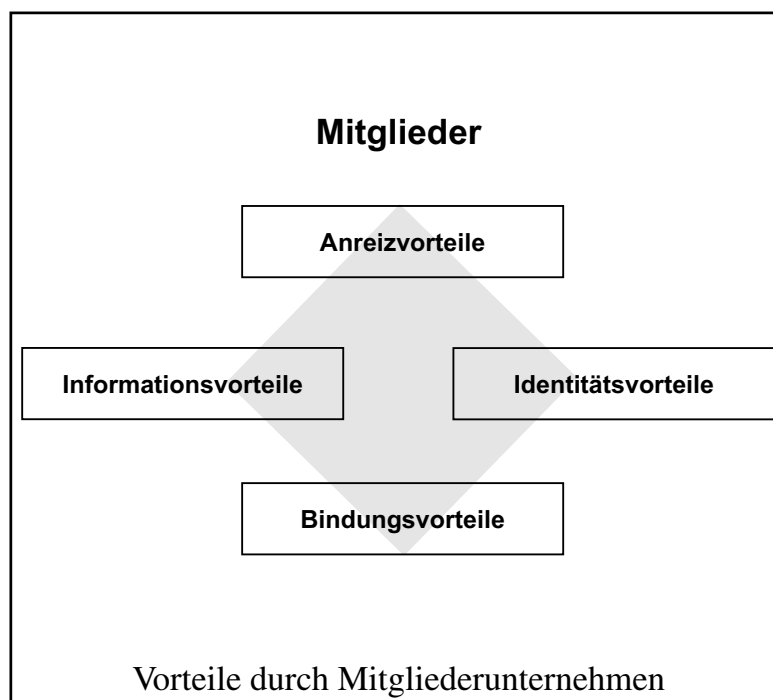 Mitglieder
Anreizvorteile
Informationsvorteile
Identitätsvorteile
Bindungsvorteile
Vorteile durch Mitgliederunternehmen